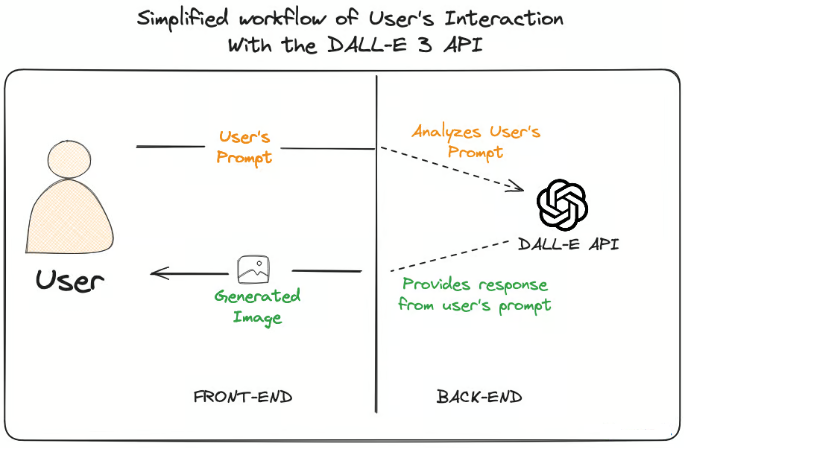 Simplified workflow of User's Interaction
With the DALL-E 3 API
User's
Prompt
Analyzes User's
Prompt
DALL-E API
User
Generated
Image
Provides response
from user's prompt
FRONT-END
BACK-END